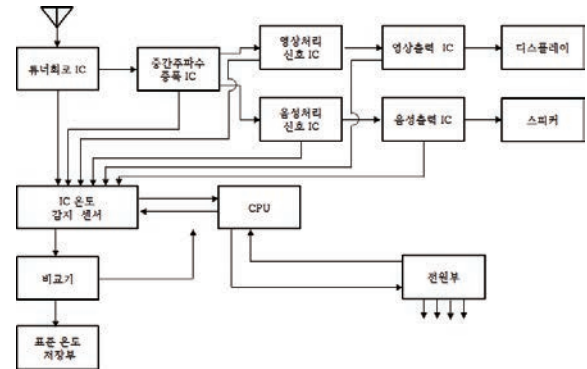 튜너회로 IC
중간주파수
증폭 IC
영상처리
신호 IC
영상출력 IC
디스플레이
음성처리
신호 IC
음성출력 IC
스피커
IC 온도
감지 센서
CPU
비교기
전원부
표준 온도
저장부